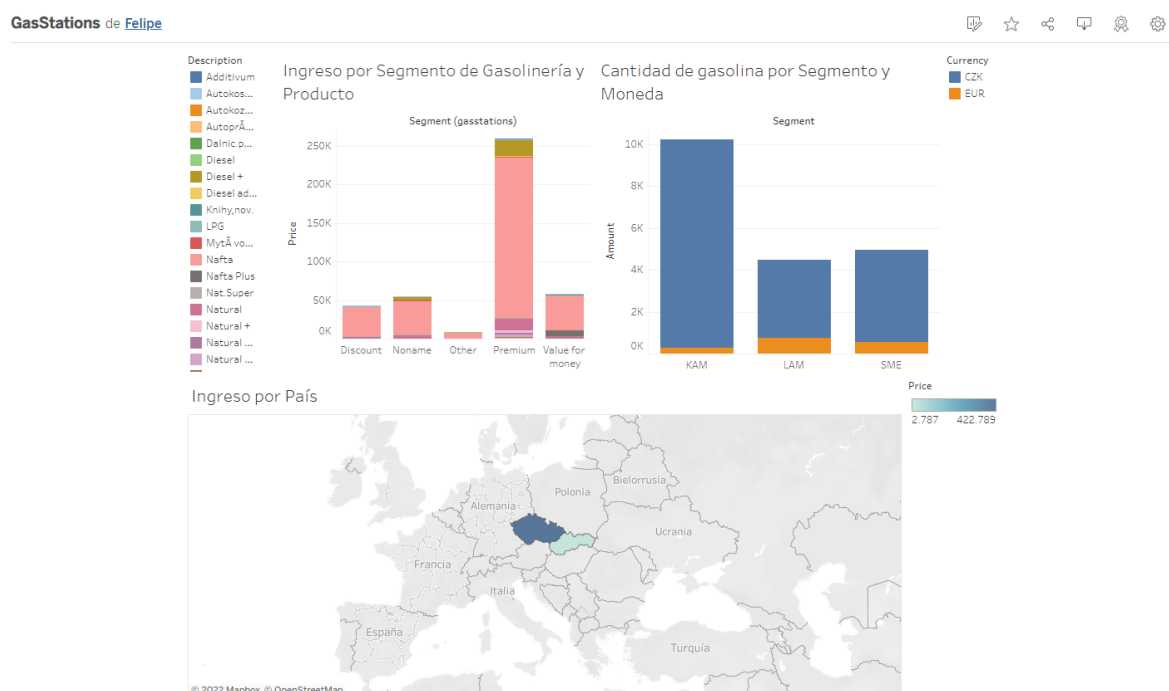 GasStations de Felipe
Description
Additivum
Autokos...
Autokoz...
AutoprÃ...
Dalnic.p...
Diesel
Diesel +
Diesel ad...
Knihy,nov.
LPG
MytÃ­ vo...
Nafta
Nafta Plus
Nat.Super
Natural
Natural +
Natural ...
Natural ...
Ingreso por Segmento de Gasolinería y
Producto
Segment (gasstations)
Price
250K
200K
150K
100K
50K
0K
Discount
Noname
Other
Premium
Value for
money
Cantidad de gasolina por Segmento y
Moneda
Segment
Amount
10K
8K
6K
4K
2K
0K
KAM
LAM
SME
Currency
CZK
EUR
Ingreso por País
Price
2.787 422.789
Bielorrusia
Polonia
Alemania
Ucrania
Francia
Italia
España
Turquía
© 2022 Mapbox © OpenStreetMap